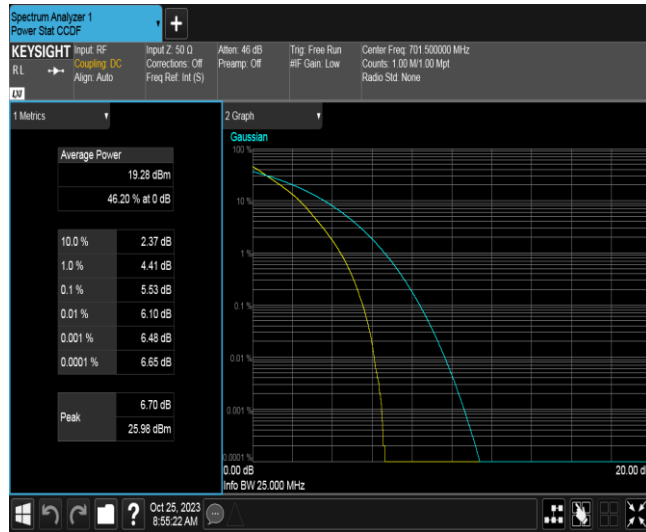 Spectrum Analyzer 1
Power Stat CCDF
+
KEYSIGHT
RL
LXI
Input: RF
Coupling: DC
Align: Auto
Input Z: 50 Ω
Corrections: Off
Freq Ref: Int (S)
Atten: 46 dB
Preamp: Off
Trig: Free Run
#IF Gain: Low
Center Freq: 701.500000 MHz
Counts: 1.00 M/1.00 Mpt
Radio Std: None
1 Metrics
Average Power
19.28 dBm
46.20 % at 0 dB
10.0 % 2.37 dB
1.0 % 4.41 dB
0.1 % 5.53 dB
0.01 % 6.10 dB
0.001 % 6.48 dB
0.0001 % 6.65 dB
Peak
6.70 dB
25.98 dBm
2 Graph
Gaussian
100 %
10 %
1 %
0.1 %
0.01 %
0.001 %
0.0001 %
0.00 dB
20.00 d
Info BW 25.000 MHz
?
Oct 25, 2023
8:55:22 AM